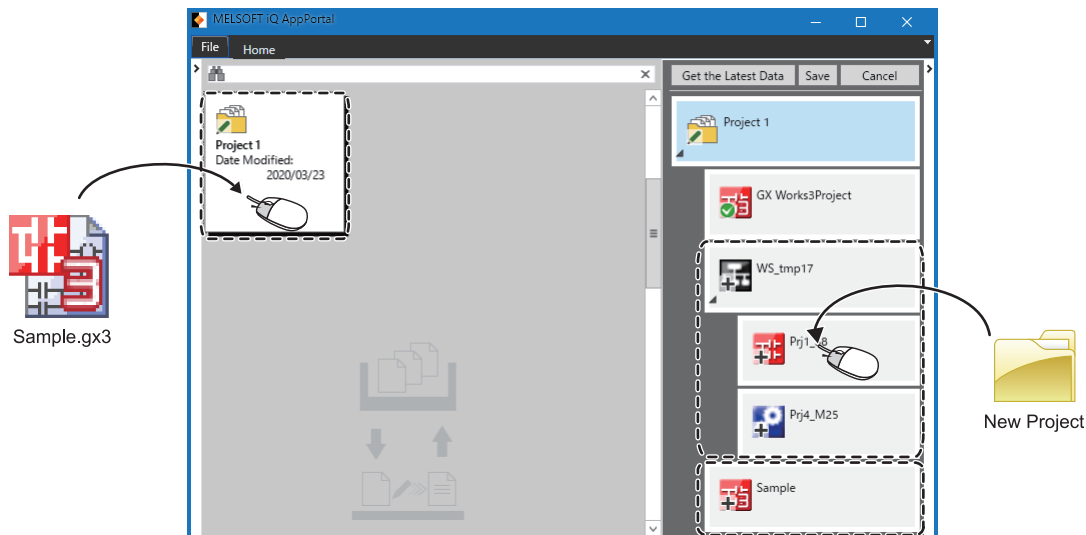 MELSOFT iQ AppPortal
File
Home
Get the Latest Data
Save
Cancel
Project 1
Date Modified:
2020/03/23
Project 1
GX Works3Project
WS_tmp17
Prj4_M25
Sample
Sample.gx3
New Project